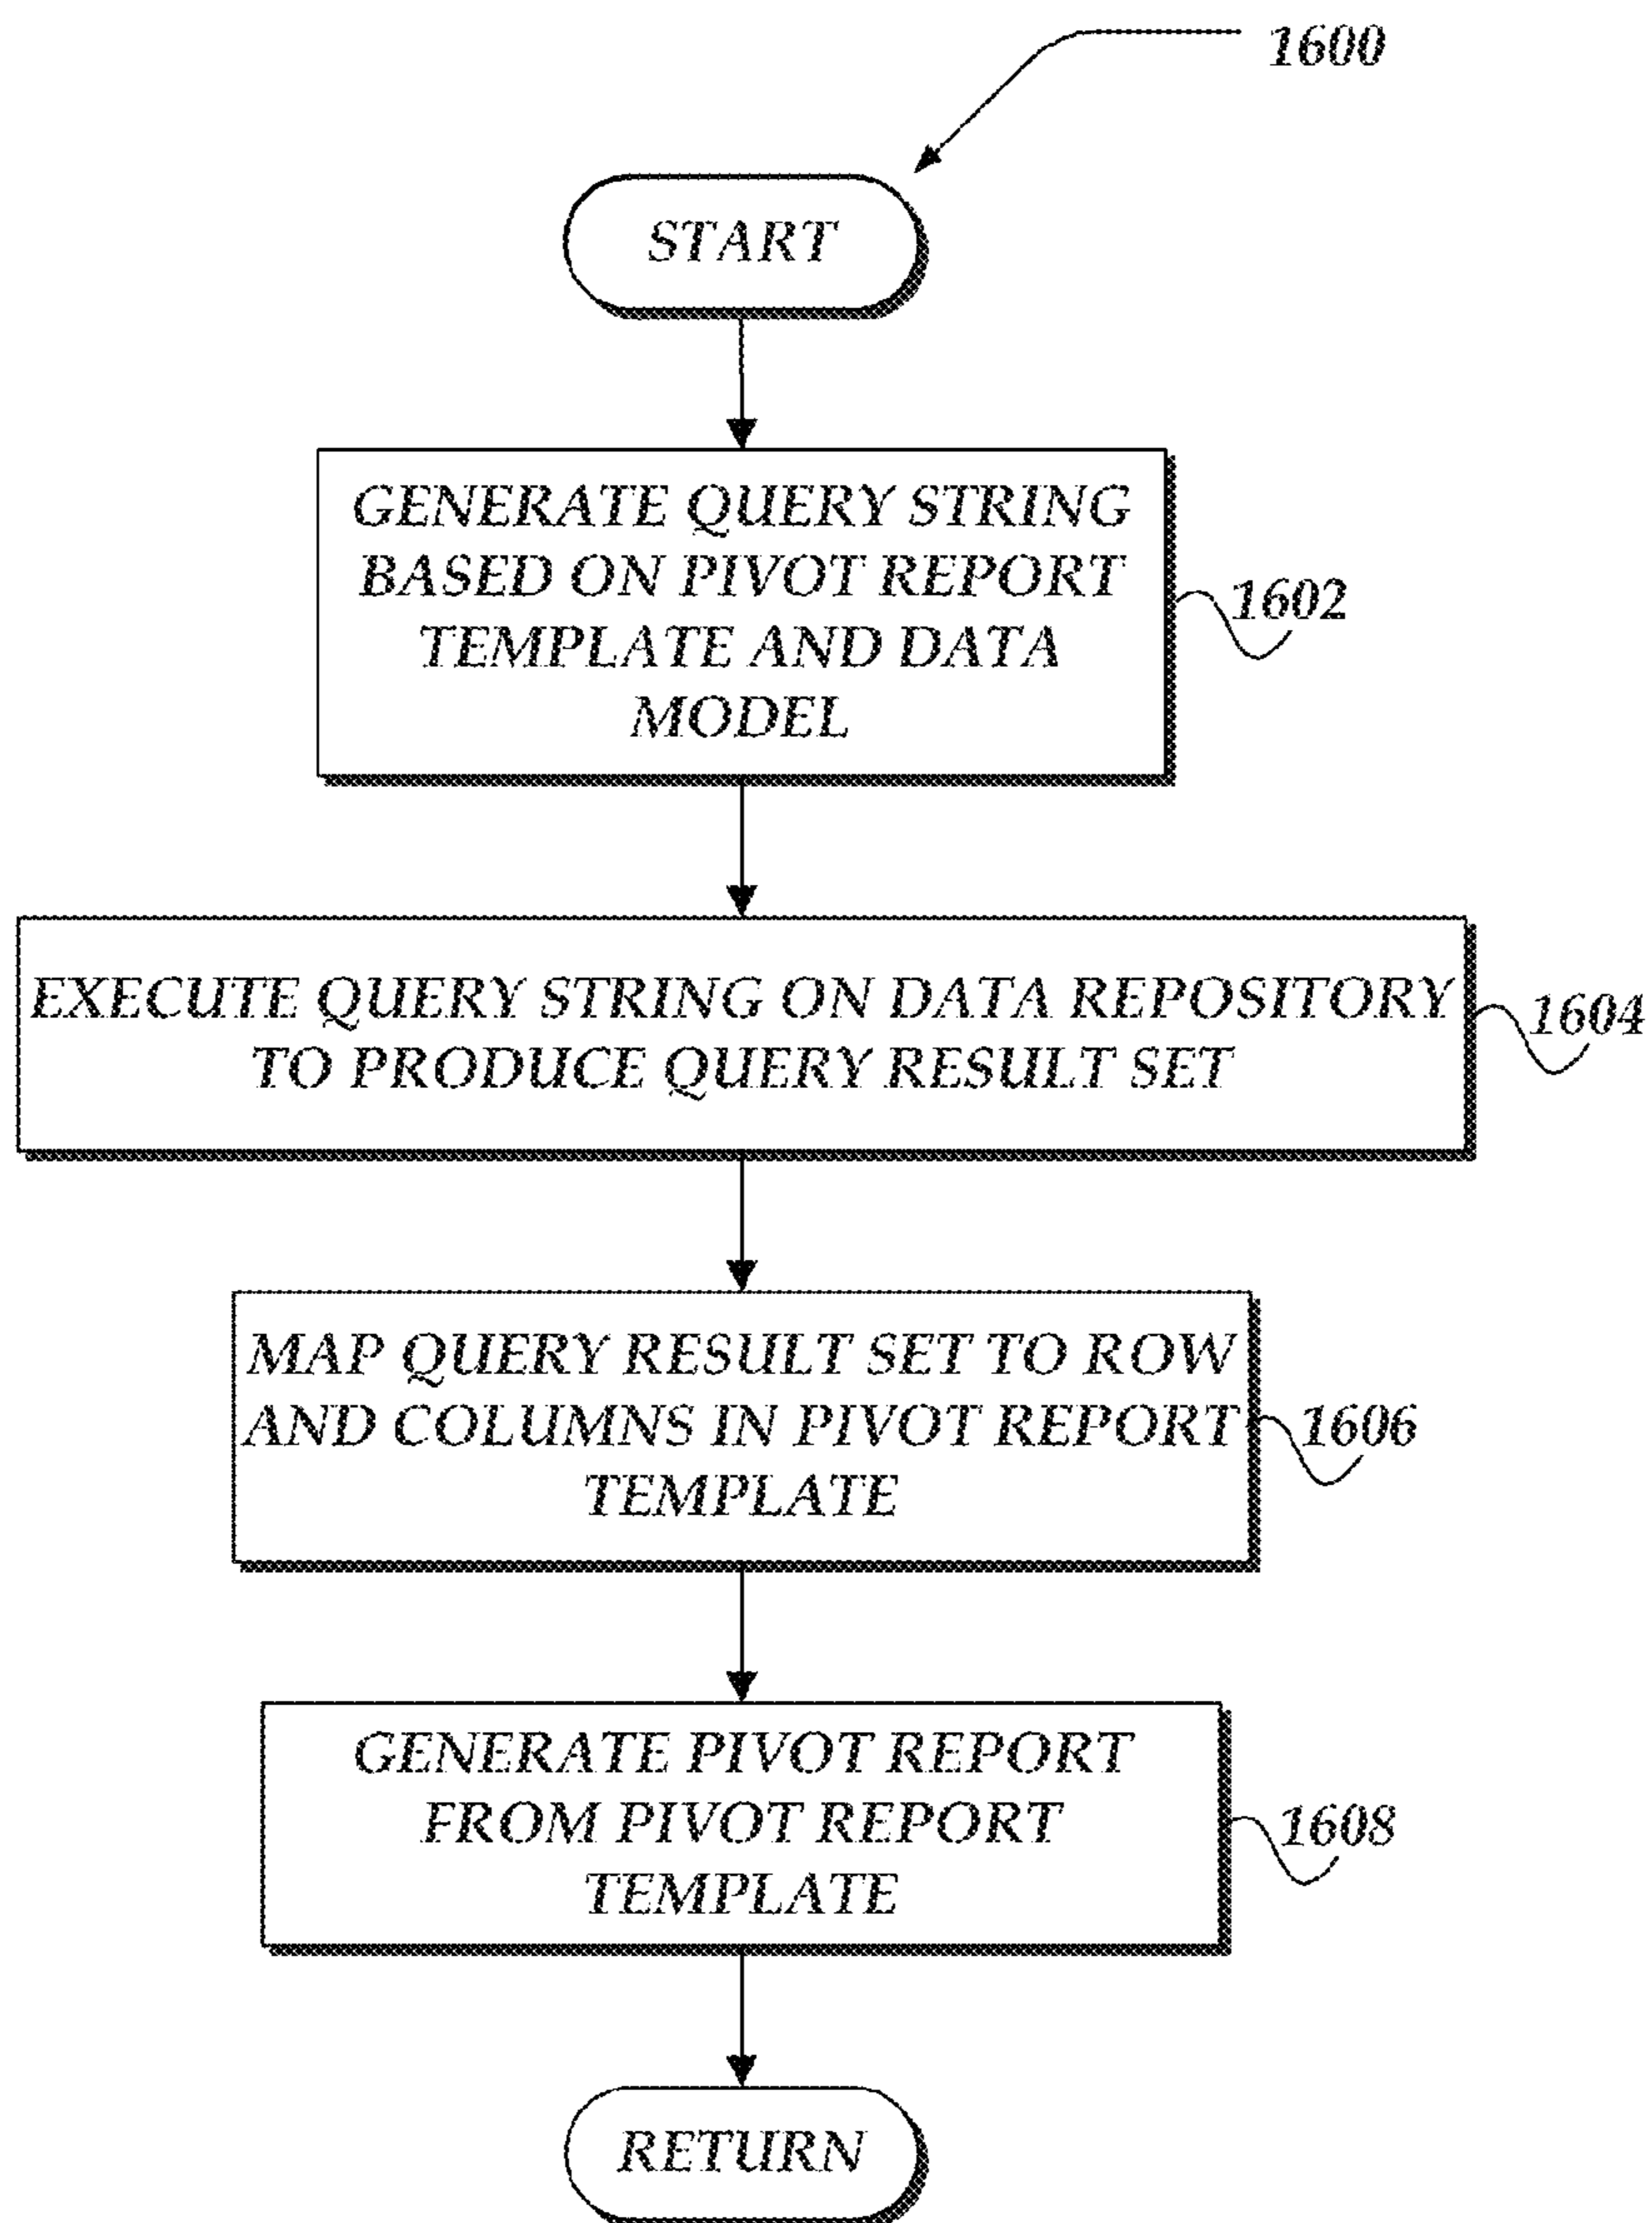 1600
START
GENERATE QUERY STRING
BASED ON PIVOT REPORT
TEMPLATE AND DATA
MODEL
1602
EXECUTE QUERY STRING ON DATA REPOSITORY
TO PRODUCE QUERY RESULT SET
1604
MAP QUERY RESULT SET TO ROW
AND COLUMNS IN PIVOT REPORT
TEMPLATE
1606
GENERATE PIVOT REPORT
FROM PIVOT REPORT
TEMPLATE
1608
RETURN